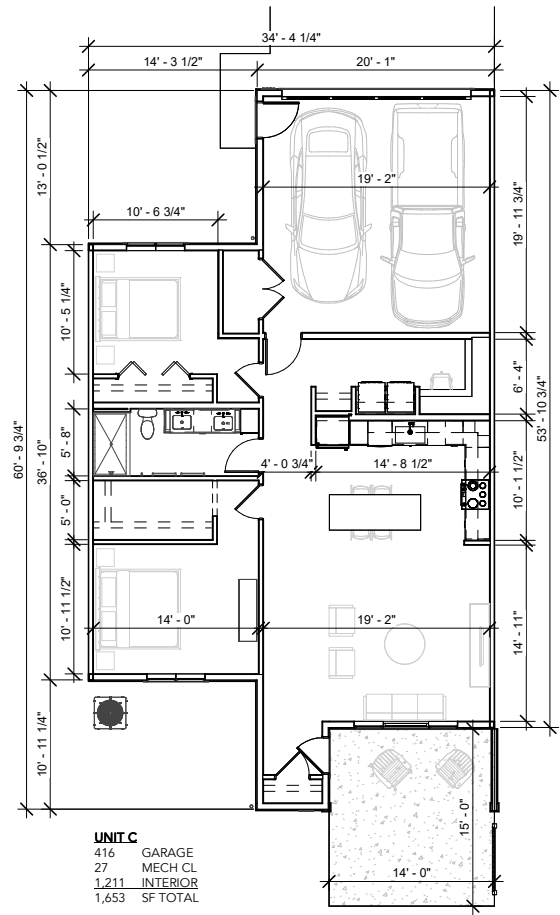 34' - 4 1/4"
14' - 3 1/2" 20' - 1"
13' - 0 1/2"
19' - 2"
19' - 11 3/4"
10' - 6 3/4"
10' - 5 1/4"
6' - 4"
53' - 10 3/4"
60' - 9 3/4"
36' - 10"
5' - 8"
4' - 0 3/4" 14' - 8 1/2"
10' - 1 1/2"
5' - 0"
10' - 11 1/2"
14' - 0" 19' - 2"
14' - 11"
10' - 11 1/4"
15' - 0"
14' - 0"
UNIT C
416 GARAGE
27 MECH CL
1,211 INTERIOR
1,653 SF TOTAL